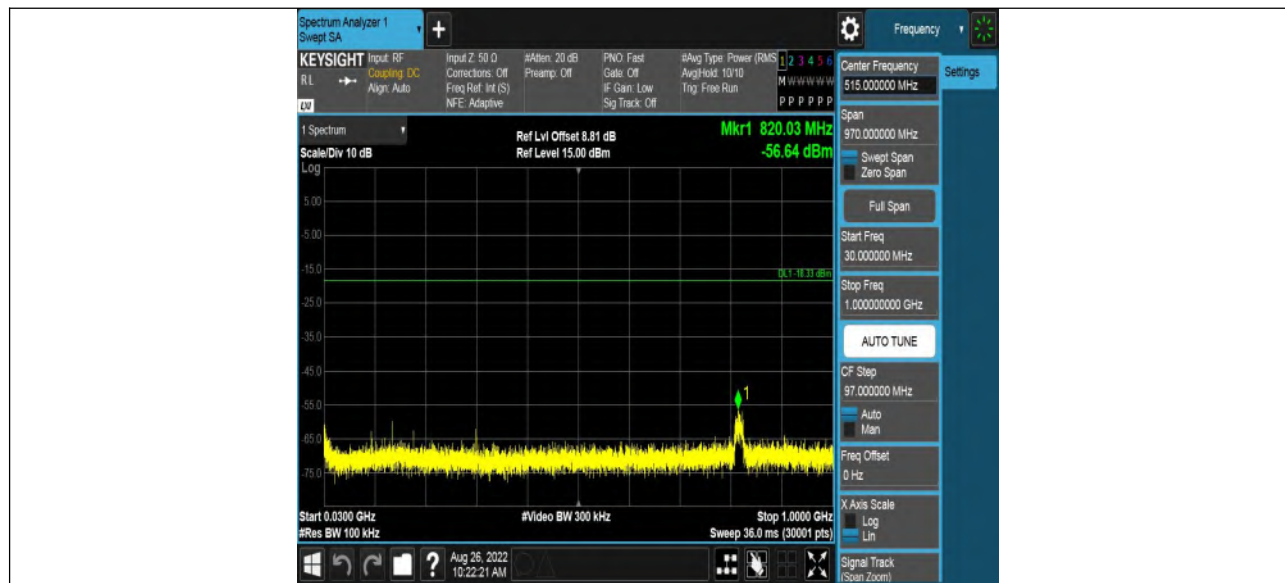 Spectrum Analyzer 1
Swept SA
+
Frequency
KEYSIGHT
RL
LXI
Input: RF
Coupling: DC
Align: Auto
Input Z: 50 Ω
Corrections: Off
Freq Ref: Int (S)
NFE: Adaptive
#Atten: 20 dB
Preamp: Off
PNO: Fast
Gate: Off
IF Gain: Low
Sig Track: Off
#Avg Type: Power (RMS
Avg|Hold: 10/10
Trig: Free Run
1 2 3 4 5 6
M W W W W W
P P P P P P
Center Frequency
515.000000 MHz
Settings
1 Spectrum
Scale/Div 10 dB
Ref Lvl Offset 8.81 dB
Ref Level 15.00 dBm
Mkr1 820.03 MHz
-56.64 dBm
Log
5.00
-5.00
-15.0
-25.0
-35.0
-45.0
-55.0
-65.0
-75.0
DL1 -18.33 dBm
1
Start 0.0300 GHz
#Res BW 100 kHz
#Video BW 300 kHz
Stop 1.0000 GHz
Sweep 36.0 ms (30001 pts)
Span
970.000000 MHz
Swept Span
Zero Span
Full Span
Start Freq
30.000000 MHz
Stop Freq
1.000000000 GHz
AUTO TUNE
CF Step
97.000000 MHz
Auto
Man
Freq Offset
0 Hz
X Axis Scale
Log
Lin
Signal Track
(Span Zoom)
?
Aug 26, 2022
10:22:21 AM